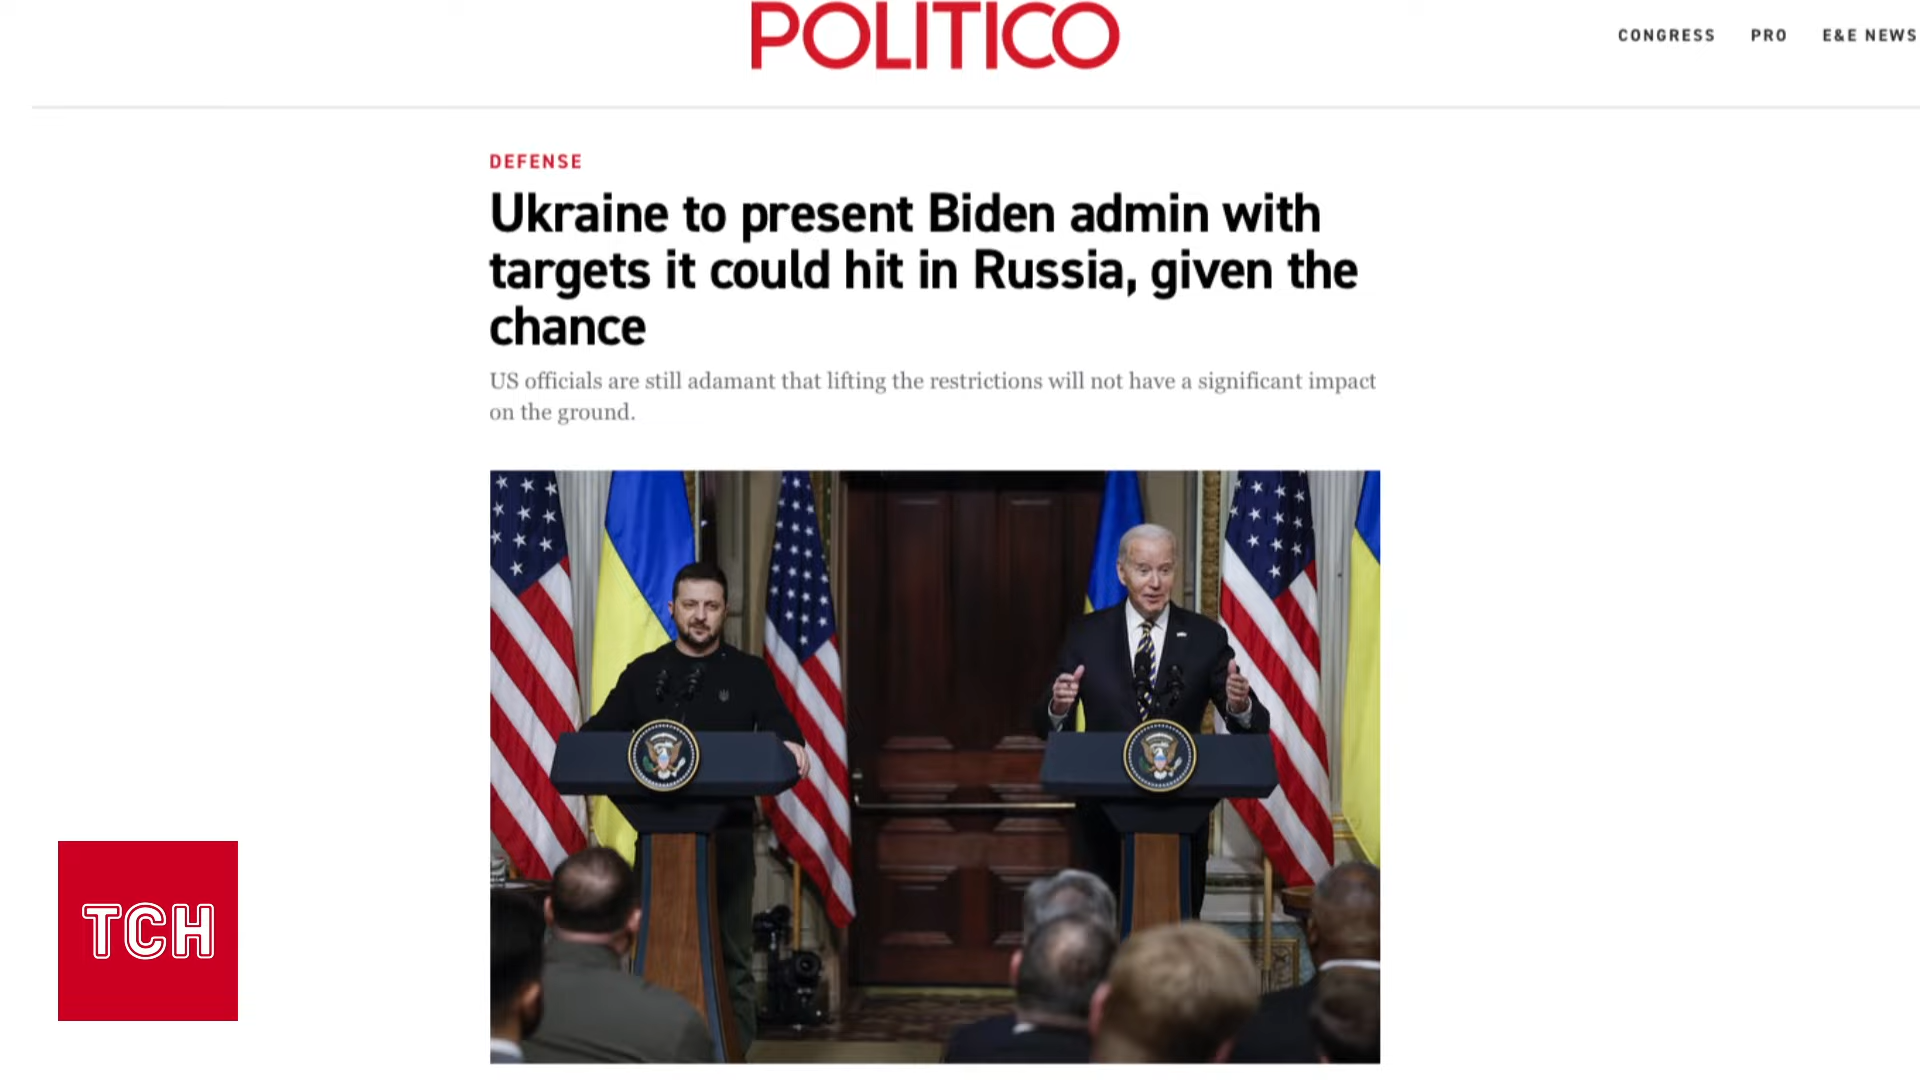 POLITICO
CONGRESS PRO E&E NEWS
DEFENSE
Ukraine to present Biden admin with
targets it could hit in Russia, given the
chance
US officials are still adamant that lifting the restrictions will not have a significant impact
on the ground.
ТСН